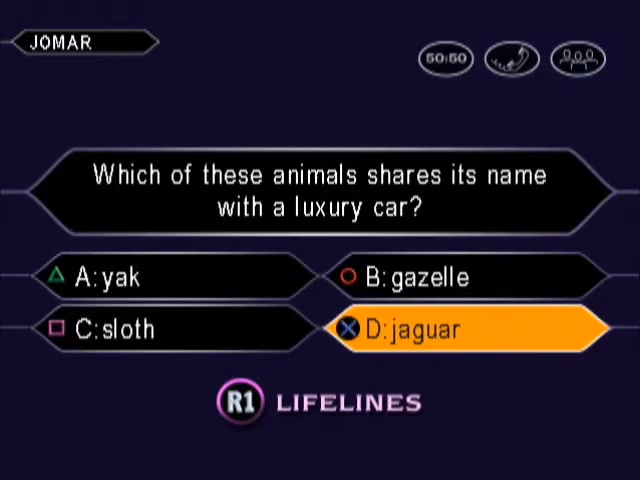 JOMAR
50:50
Which of these animals shares its name
with a luxury car?
A:yak
B:gazelle
C:sloth
D:jaguar
R1 LIFELINES